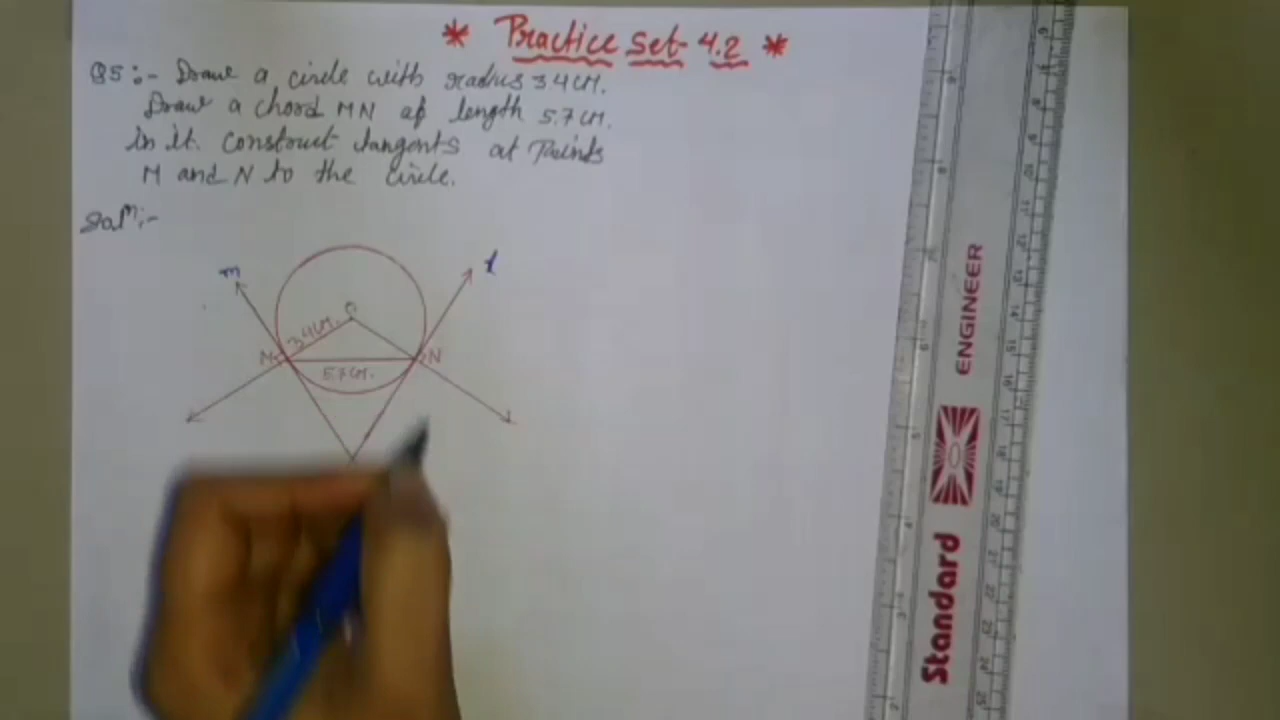 * Practice set 4.2 *
Q5:- Draw a circle with radius 3.4 cm.
Draw a chord MN of length 5.7 cm.
in it. construct tangents at Points
M and N to the circle.
Solⁿ:-
m
l
O
3.4 cm.
M
N
5.7 cm.
ENGINEER
Standard